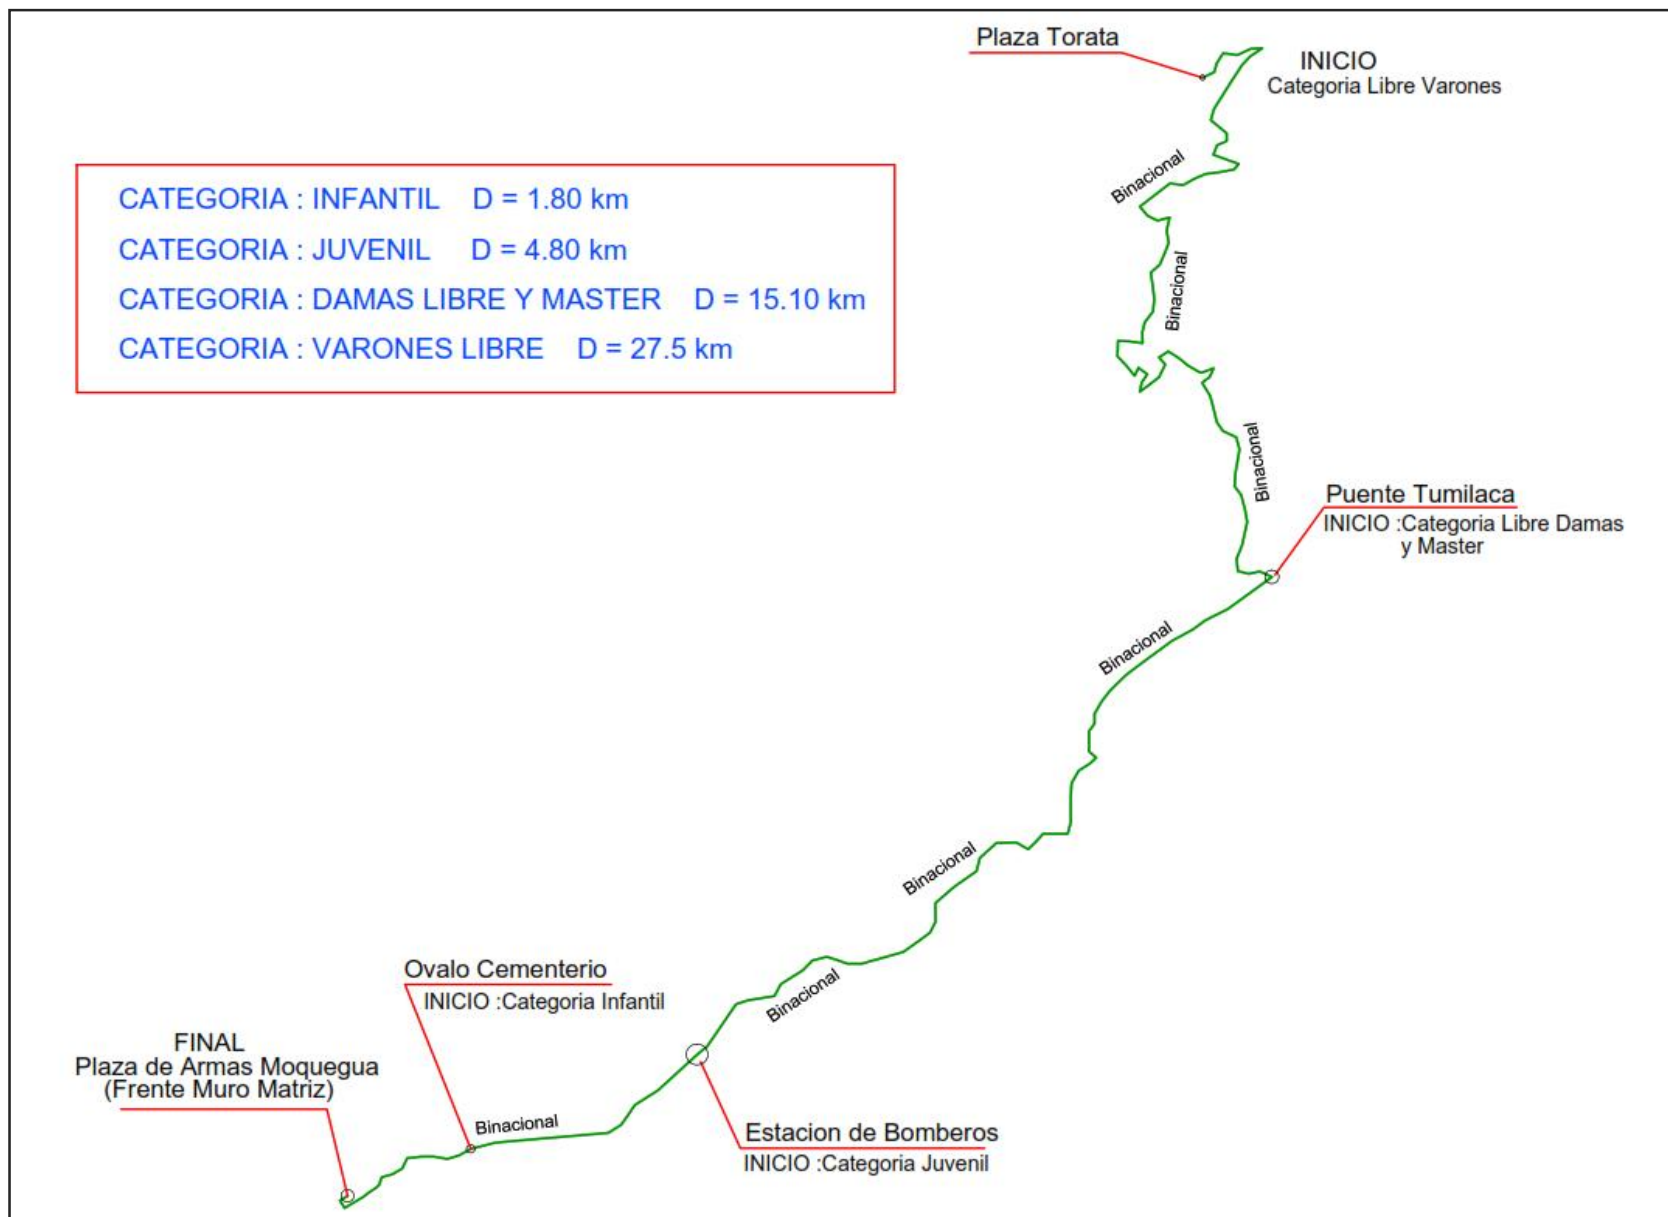 Plaza Torata
INICIO
Categoria Libre Varones
Binacional
CATEGORIA : INFANTIL D = 1.80 km
CATEGORIA : JUVENIL D = 4.80 km
CATEGORIA : DAMAS LIBRE Y MASTER D = 15.10 km
CATEGORIA : VARONES LIBRE D = 27.5 km
Binacional
Binacional
Puente Tumilaca
INICIO :Categoria Libre Damas
y Master
Binacional
Binacional
Binacional
Ovalo Cementerio
INICIO :Categoria Infantil
FINAL
Plaza de Armas Moquegua
(Frente Muro Matriz)
Binacional
Estacion de Bomberos
INICIO :Categoria Juvenil